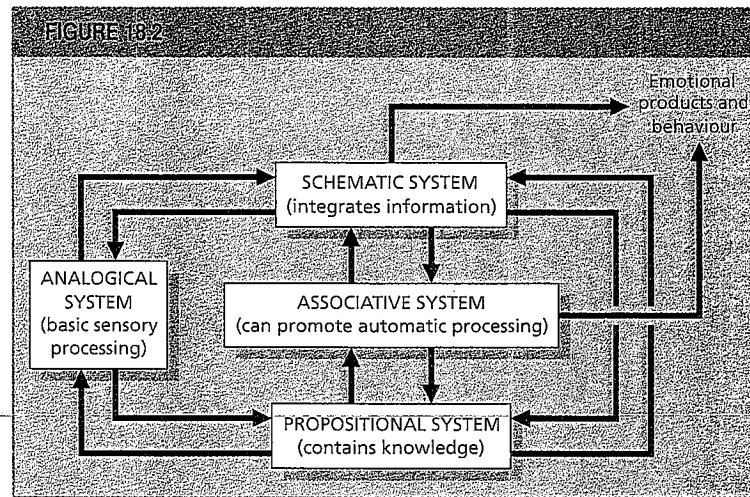 FIGURE 18.2
Emotional
products and
behaviour
SCHEMATIC SYSTEM
(integrates information)
ANALOGICAL
SYSTEM
(basic sensory
processing)
ASSOCIATIVE SYSTEM
(can promote automatic processing)
PROPOSITIONAL SYSTEM
(contains knowledge)